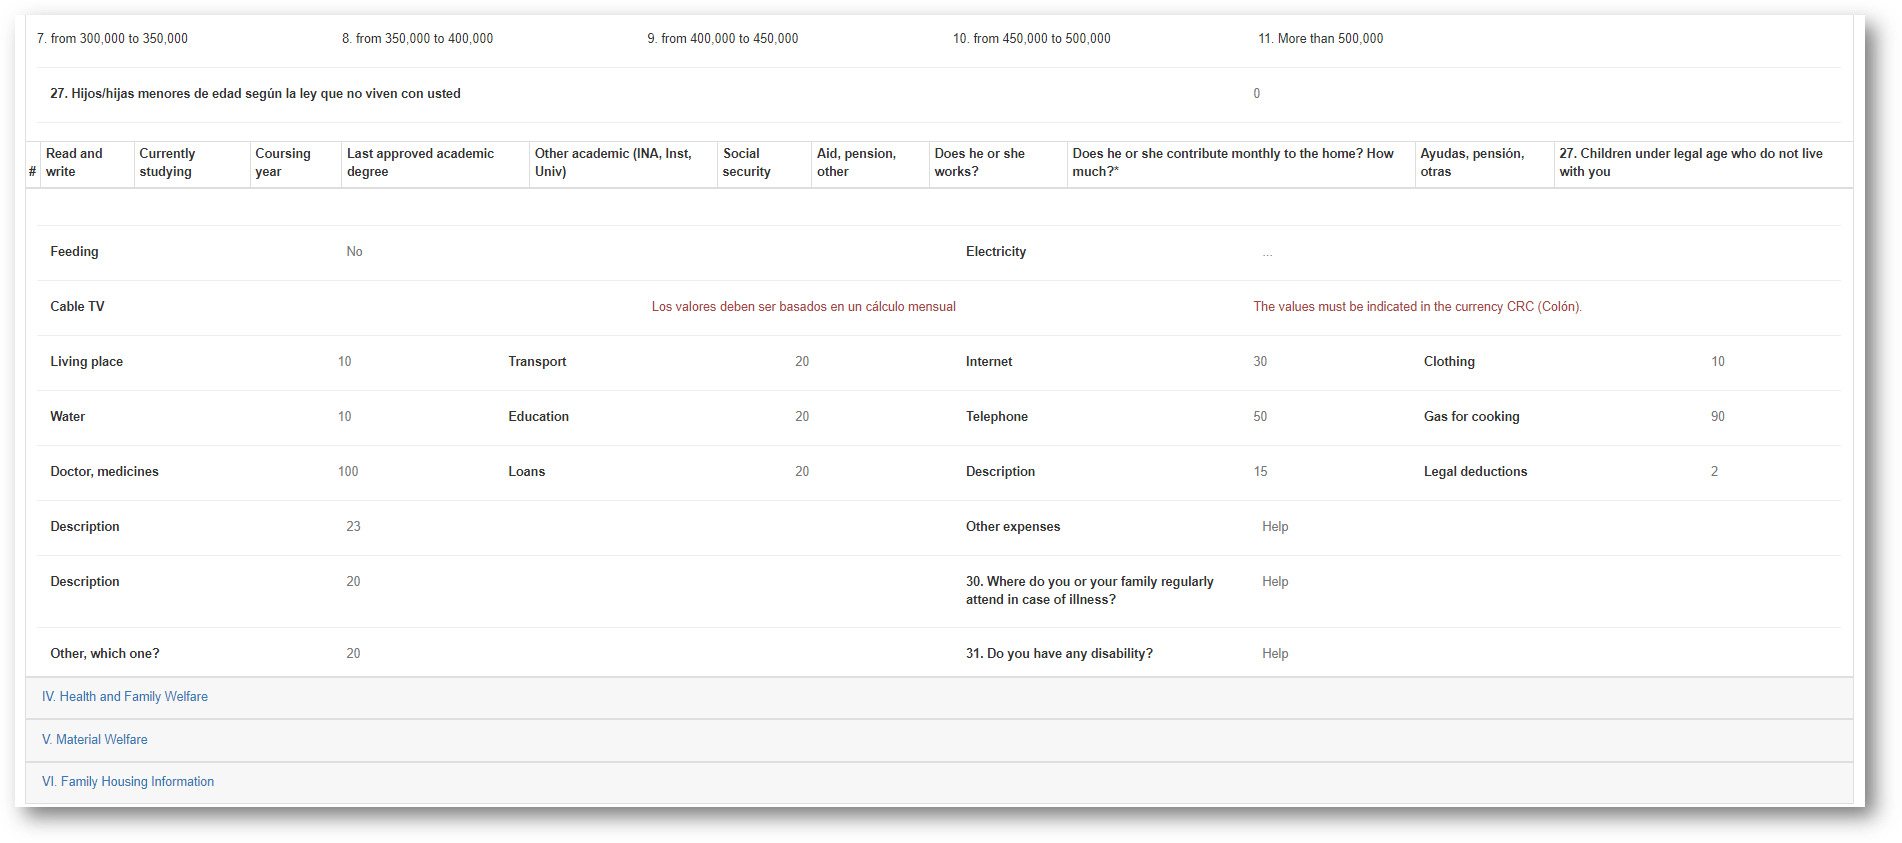 7. from 300,000 to 350,000 8. from 350,000 to 400,000 9. from 400,000 to 450,000 10. from 450,000 to 500,000 11. More than 500,000
27. Hijos/hijas menores de edad según la ley que no viven con usted 0
# Read and write Currently studying Coursing year Last approved academic degree Other academic (INA, Inst, Univ) Social security Aid, pension, other Does he or she works? Does he or she contribute monthly to the home? How much?* Ayudas, pensión, otras 27. Children under legal age who do not live with you
Feeding No Electricity ...
Cable TV Los valores deben ser basados en un cálculo mensual The values must be indicated in the currency CRC (Colón).
Living place 10 Transport 20 Internet 30 Clothing 10
Water 10 Education 20 Telephone 50 Gas for cooking 90
Doctor, medicines 100 Loans 20 Description 15 Legal deductions 2
Description 23 Other expenses Help
Description 20 30. Where do you or your family regularly attend in case of illness? Help
Other, which one? 20 31. Do you have any disability? Help
IV. Health and Family Welfare
V. Material Welfare
VI. Family Housing Information